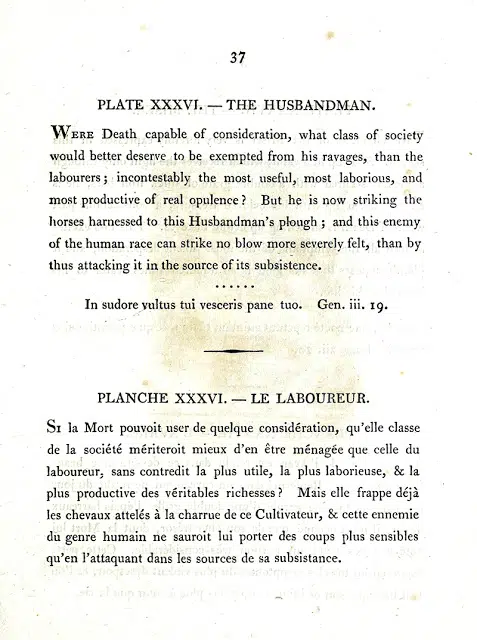 37
PLATE XXXVI. — THE HUSBANDMAN.
WERE Death capable of consideration, what class of society
would better deserve to be exempted from his ravages, than the
labourers; incontestably the most useful, most laborious, and
most productive of real opulence? But he is now striking the
horses harnessed to this Husbandman's plough; and this enemy
of the human race can strike no blow more severely felt, than by
thus attacking it in the source of its subsistence.
......
In sudore vultus tui vesceris pane tuo. Gen. iii. 19.
PLANCHE XXXVI. — LE LABOUREUR.
SI la Mort pouvoit user de quelque considération, qu'elle classe
de la société mériteroit mieux d'en être ménagée que celle du
laboureur, sans contredit la plus utile, la plus laborieuse, & la
plus productive des véritables richesses? Mais elle frappe déjà
les chevaux attelés à la charrue de ce Cultivateur, & cette ennemie
du genre humain ne sauroit lui porter des coups plus sensibles
qu'en l'attaquant dans les sources de sa subsistance.